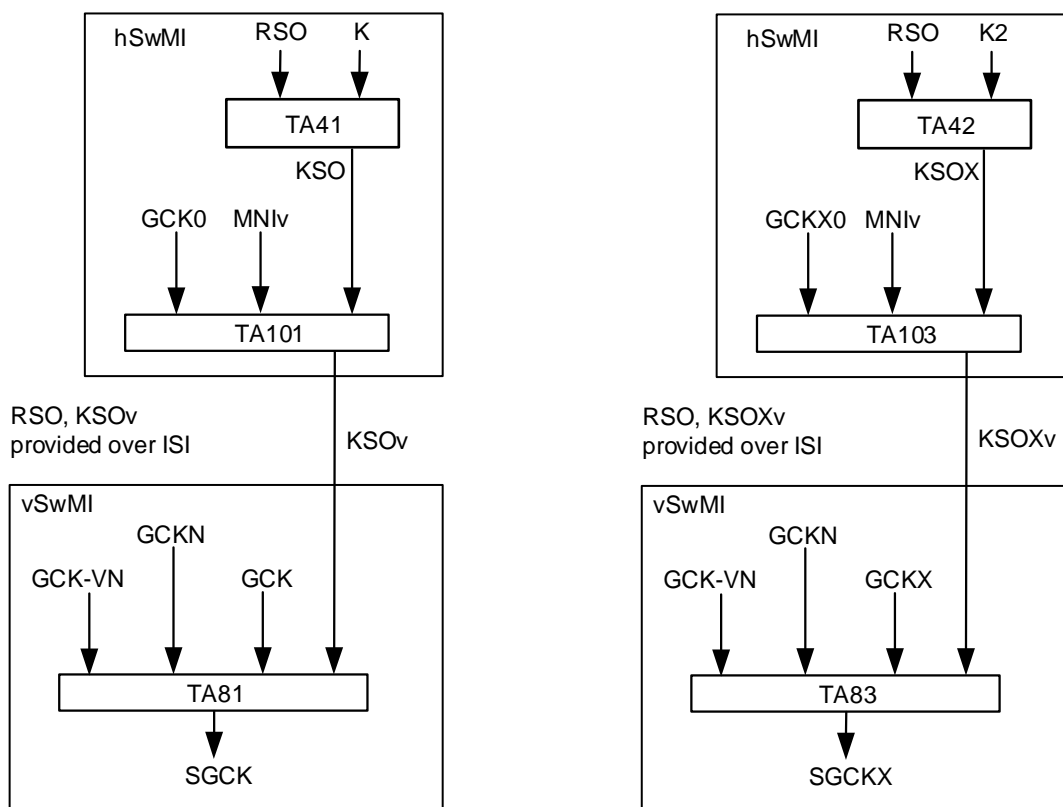 hSwMI
RSO K
TA41
KSO
GCK0 MNIv
TA101
RSO, KSOv
provided over ISI
KSOv
vSwMI
GCKN
GCK-VN GCK
TA81
SGCK
hSwMI
RSO K2
TA42
KSOX
GCKX0 MNIv
TA103
RSO, KSOXv
provided over ISI
KSOXv
vSwMI
GCKN
GCK-VN GCKX
TA83
SGCKX